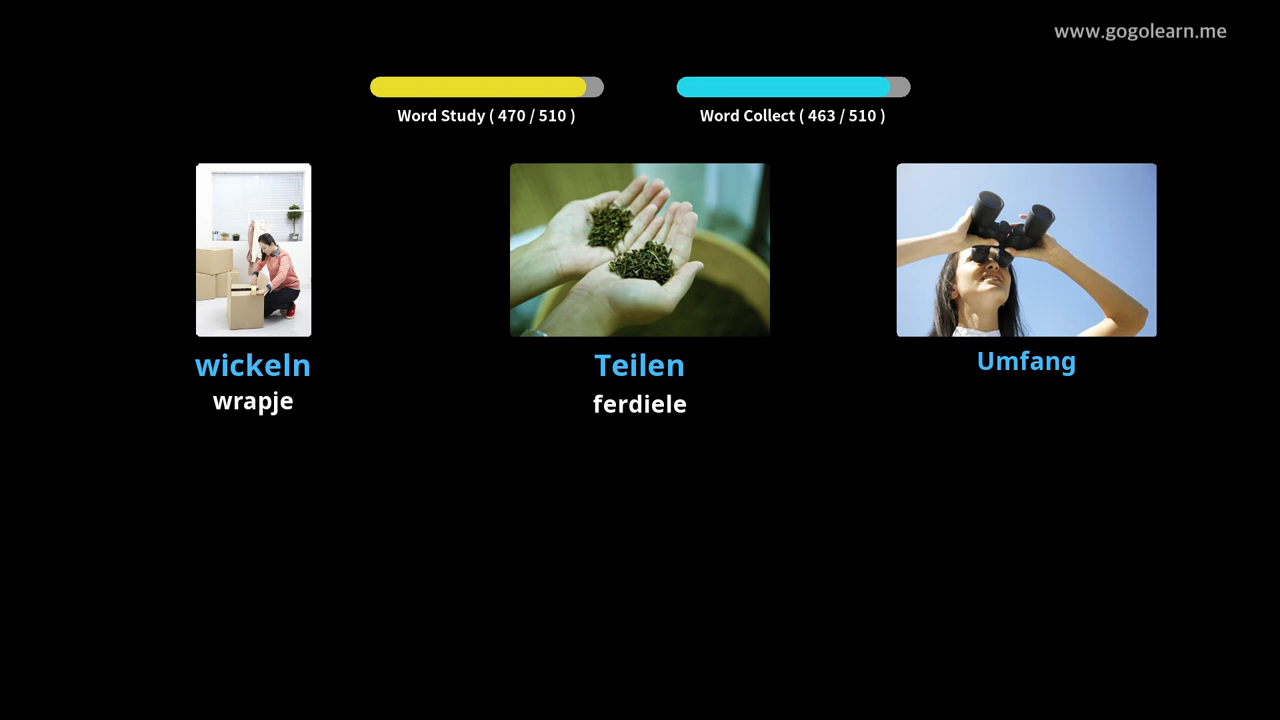 www.gogolearn.me
Word Study ( 470 / 510 )
Word Collect ( 463 / 510 )
wickeln
wrapje
Teilen
ferdiele
Umfang